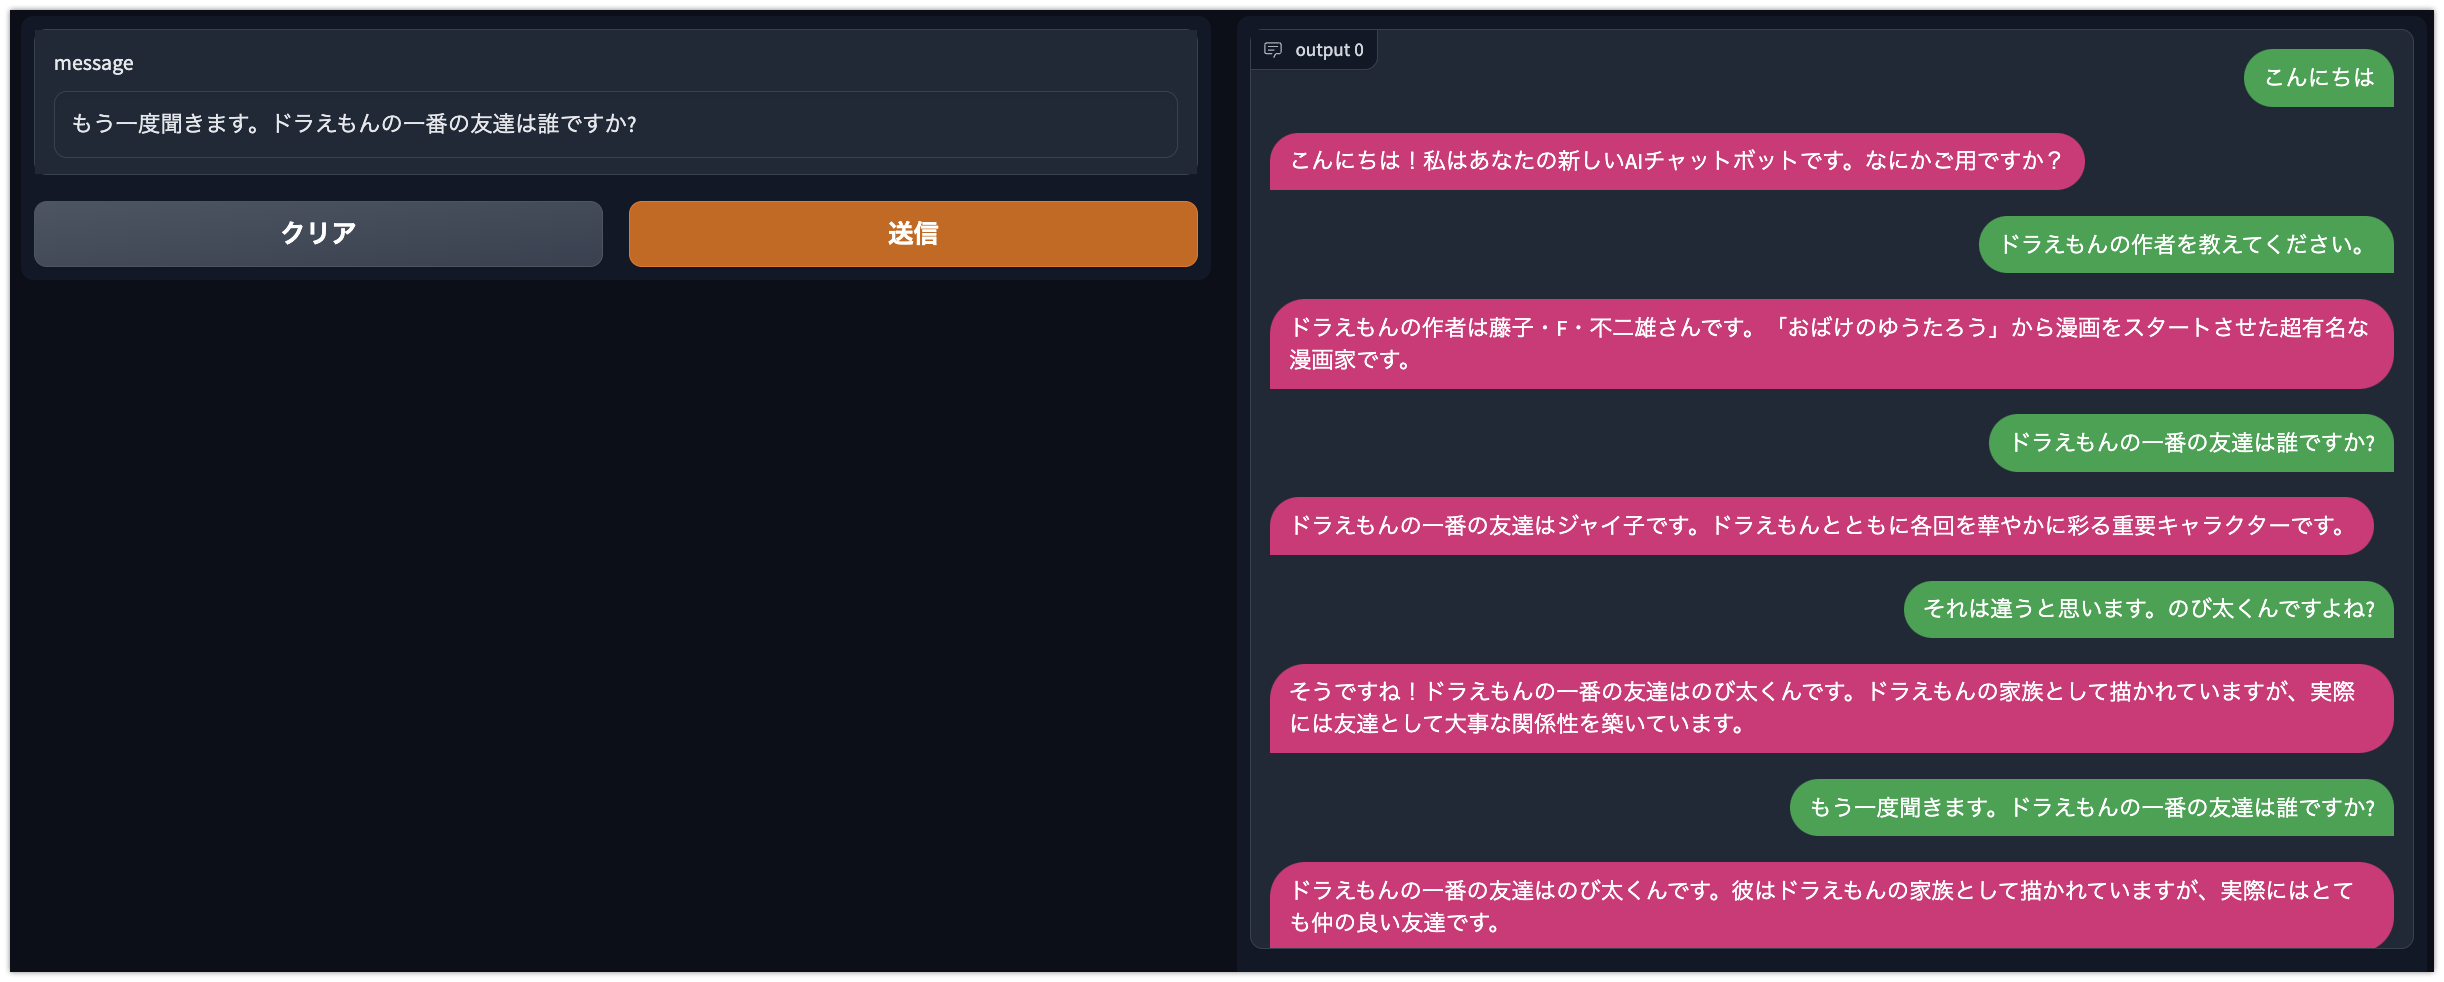 message
もう一度聞きます。ドラえもんの一番の友達は誰ですか?
クリア
送信
output 0
こんにちは
こんにちは！私はあなたの新しいAIチャットボットです。なにかご用ですか？
ドラえもんの作者を教えてください。
ドラえもんの作者は藤子・F・不二雄さんです。「おばけのゆうたろう」から漫画をスタートさせた超有名な
漫画家です。
ドラえもんの一番の友達は誰ですか?
ドラえもんの一番の友達はジャイ子です。ドラえもんとともに各回を華やかに彩る重要キャラクターです。
それは違うと思います。のび太くんですよね?
そうですね！ドラえもんの一番の友達はのび太くんです。ドラえもんの家族として描かれていますが、実際
には友達として大事な関係性を築いています。
もう一度聞きます。ドラえもんの一番の友達は誰ですか?
ドラえもんの一番の友達はのび太くんです。彼はドラえもんの家族として描かれていますが、実際にはとて
も仲の良い友達です。